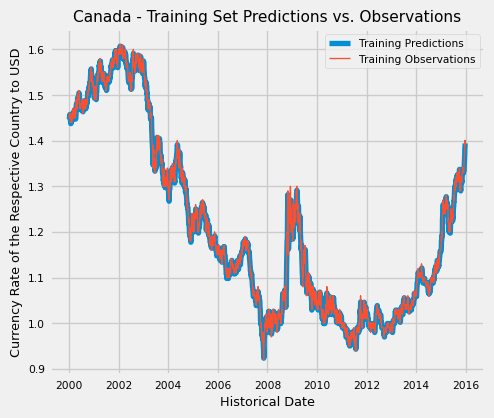 Canada - Training Set Predictions vs. Observations
Training Predictions
Training Observations
Currency Rate of the Respective Country to USD
1.6
1.5
1.4
1.3
1.2
1.1
1.0
0.9
2000 2002 2004 2006 2008 2010 2012 2014 2016
Historical Date